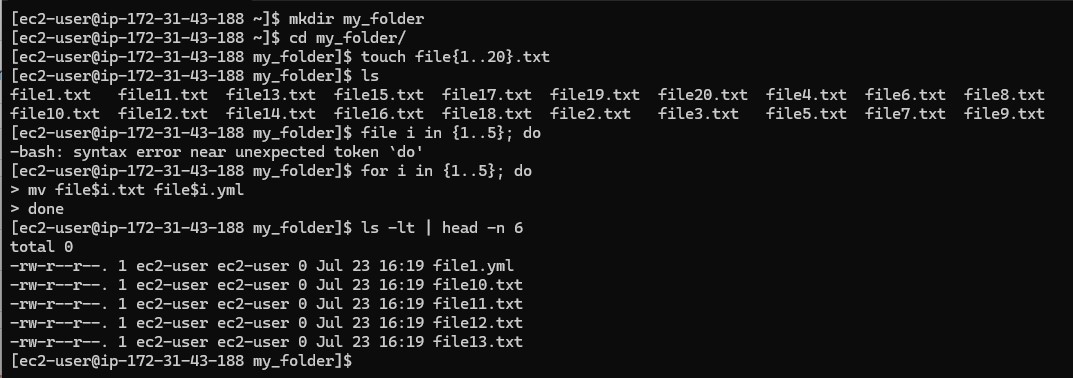 [ec2-user@ip-172-31-43-188 ~]$ mkdir my_folder
[ec2-user@ip-172-31-43-188 ~]$ cd my_folder/
[ec2-user@ip-172-31-43-188 my_folder]$ touch file{1..20}.txt
[ec2-user@ip-172-31-43-188 my_folder]$ ls
file1.txt   file11.txt  file13.txt  file15.txt  file17.txt  file19.txt  file20.txt  file4.txt  file6.txt  file8.txt
file10.txt  file12.txt  file14.txt  file16.txt  file18.txt  file2.txt   file3.txt   file5.txt  file7.txt  file9.txt
[ec2-user@ip-172-31-43-188 my_folder]$ file i in {1..5}; do
-bash: syntax error near unexpected token `do'
[ec2-user@ip-172-31-43-188 my_folder]$ for i in {1..5}; do
> mv file$i.txt file$i.yml
> done
[ec2-user@ip-172-31-43-188 my_folder]$ ls -lt | head -n 6
total 0
-rw-r--r--. 1 ec2-user ec2-user 0 Jul 23 16:19 file1.yml
-rw-r--r--. 1 ec2-user ec2-user 0 Jul 23 16:19 file10.txt
-rw-r--r--. 1 ec2-user ec2-user 0 Jul 23 16:19 file11.txt
-rw-r--r--. 1 ec2-user ec2-user 0 Jul 23 16:19 file12.txt
-rw-r--r--. 1 ec2-user ec2-user 0 Jul 23 16:19 file13.txt
[ec2-user@ip-172-31-43-188 my_folder]$